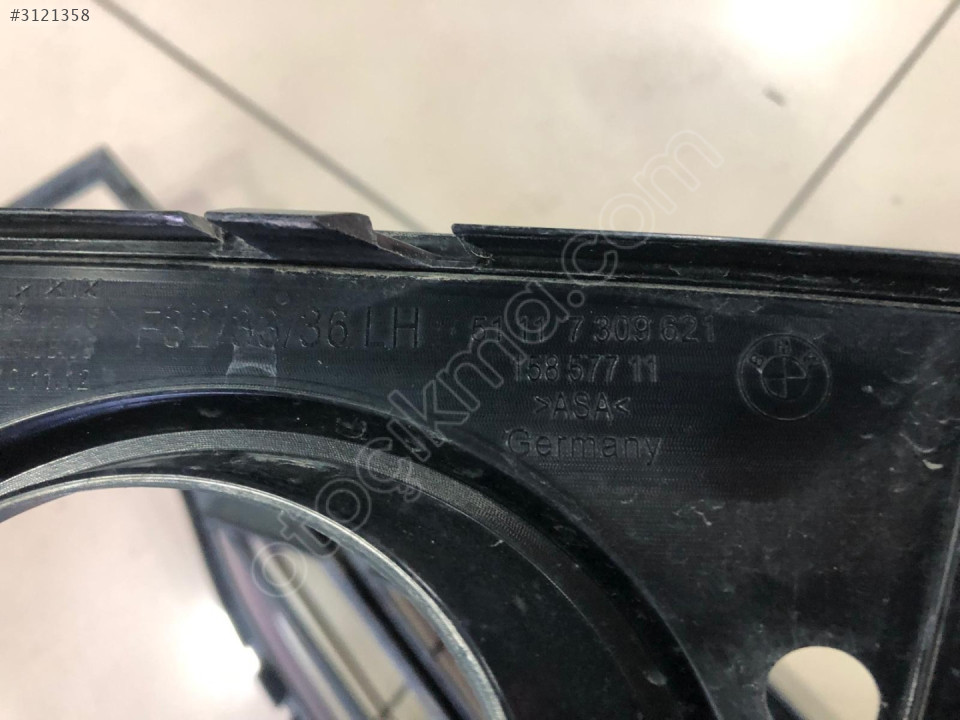 #3121358
otoçıkma.com
F32/33/36 LH
51 11 7 309 621
158 577 11
>ASA<
Germany
BMW